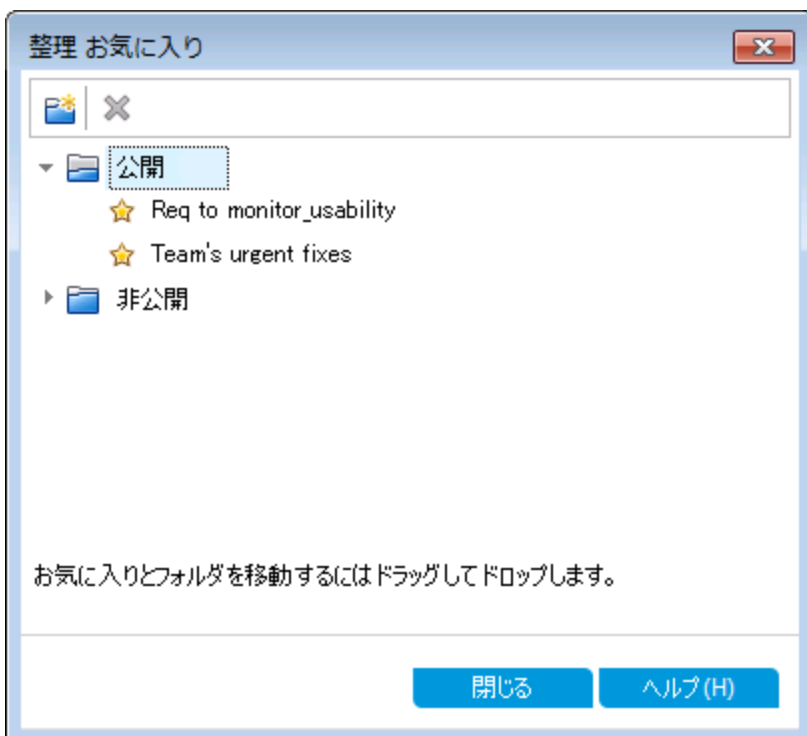 整理 お気に入り
公開
Req to monitor_usability
Team's urgent fixes
非公開
お気に入りとフォルダを移動するにはドラッグしてドロップします。
閉じる
ヘルプ(H)